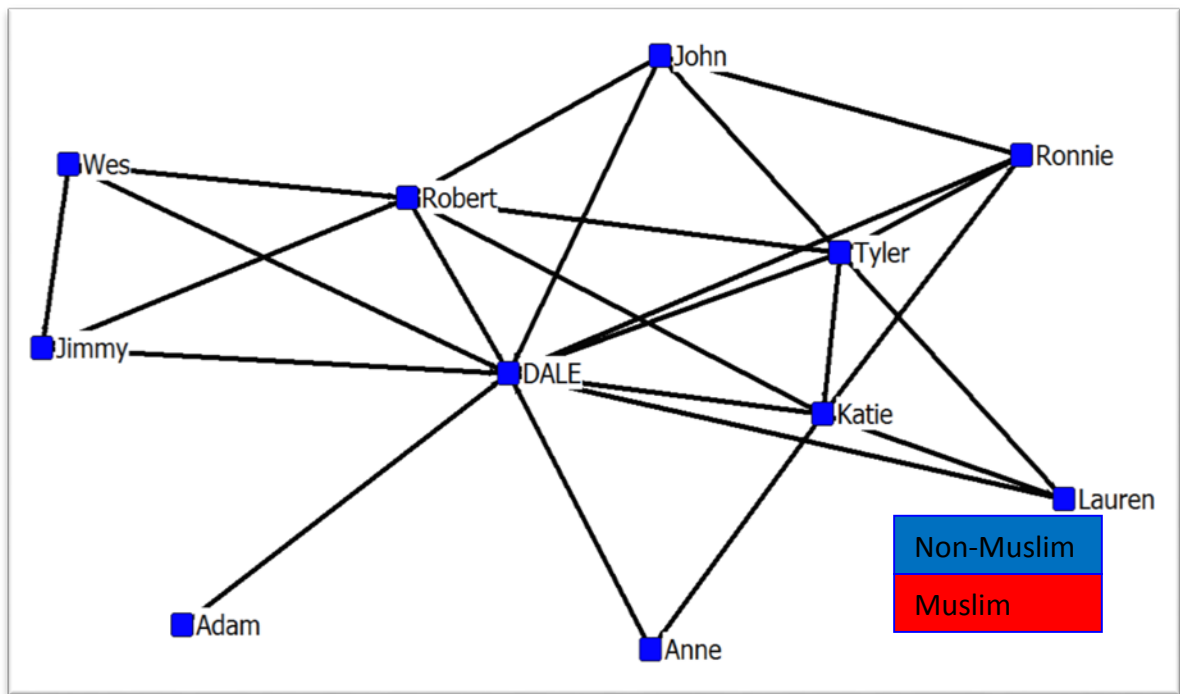 John
Ronnie
Wes
Robert
Tyler
Jimmy
DALE
Katie
Lauren
Non-Muslim
Muslim
Adam
Anne